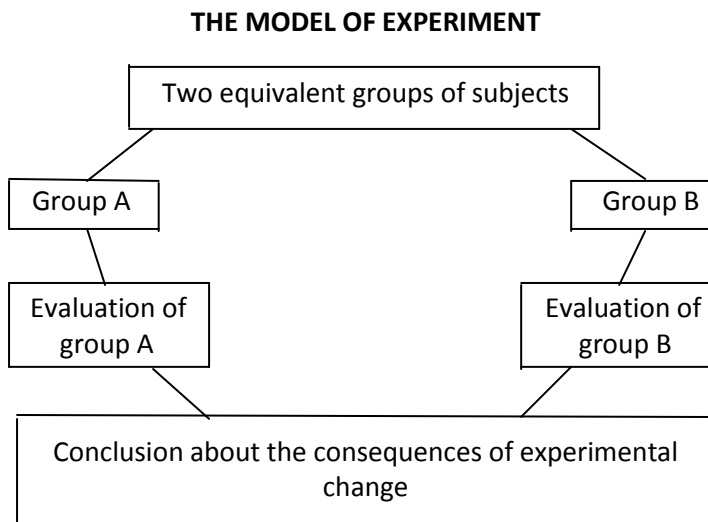 THE MODEL OF EXPERIMENT
Two equivalent groups of subjects
Group A
Group B
Evaluation of
group A
Evaluation of
group B
Conclusion about the consequences of experimental
change